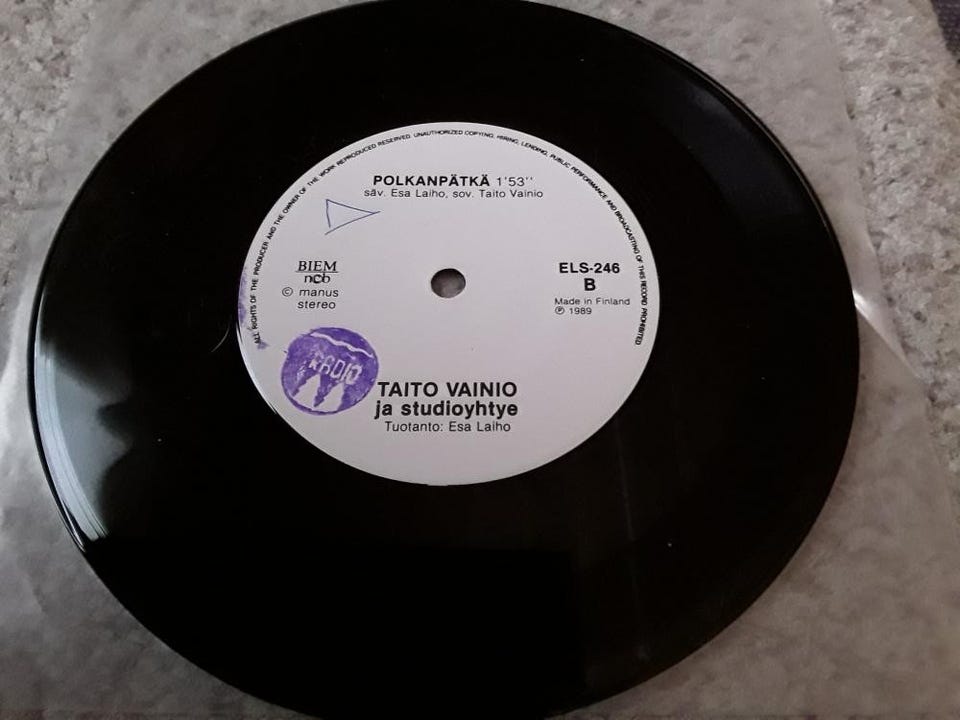 ALL RIGHTS OF THE PRODUCER AND THE OWNER OF THE WORK REPRODUCED RESERVED. UNAUTHORIZED COPYING, HIRING, LENDING, PUBLIC PERFORMANCE AND BROADCASTING OF THIS RECORD PROHIBITED
POLKANPÄTKÄ 1'53''
säv. Esa Laiho, sov. Taito Vainio
BIEM
ncb
© manus
stereo
ELS-246
B
Made in Finland
℗ 1989
RADIO
TAITO VAINIO
ja studioyhtye
Tuotanto: Esa Laiho